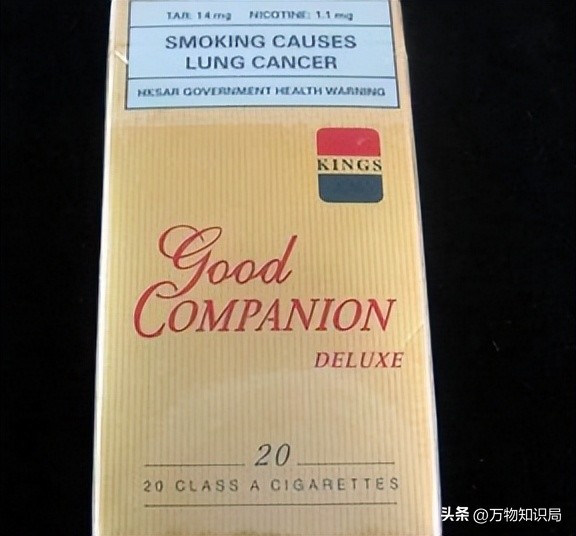 TAR: 14 mg NICOTINE: 1.1 mg
SMOKING CAUSES
LUNG CANCER
HKSAR GOVERNMENT HEALTH WARNING
KINGS
Good
COMPANION
DELUXE
20
20 CLASS A CIGARETTES
头条 @万物知识局